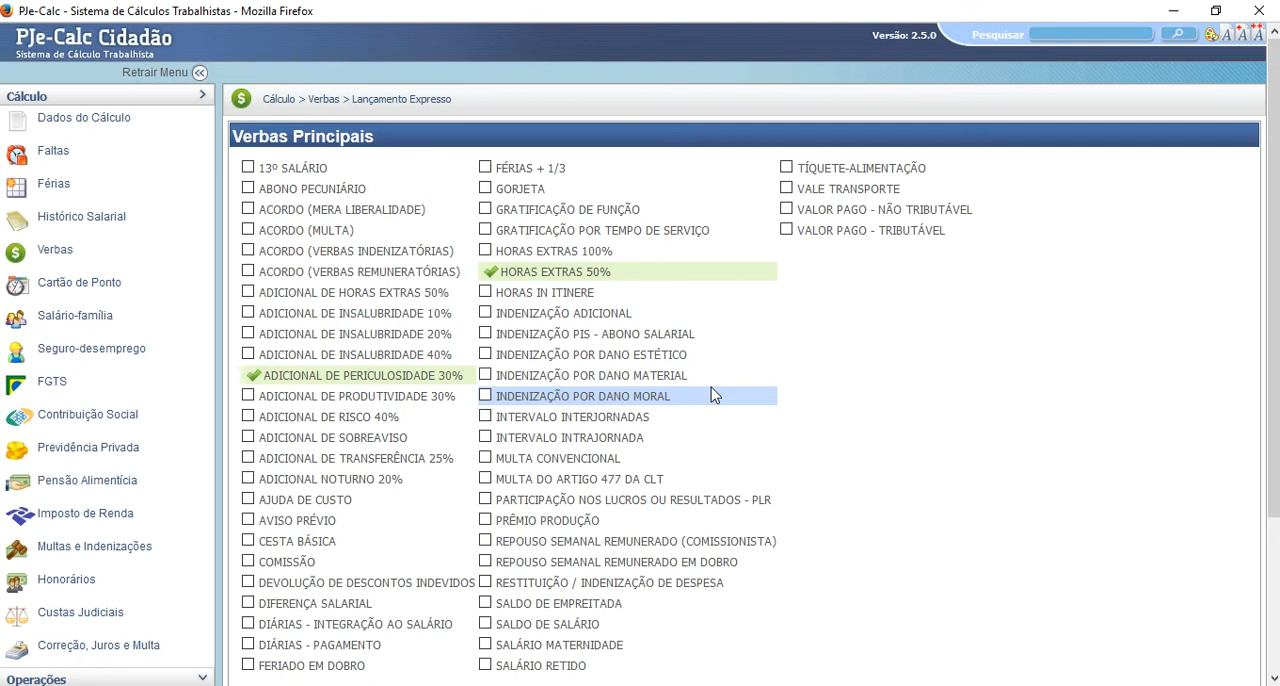 PJe-Calc - Sistema de Cálculos Trabalhistas - Mozilla Firefox
PJe-Calc Cidadão
Sistema de Cálculo Trabalhista
Versão: 2.5.0
Pesquisar
Retrair Menu
Cálculo
Dados do Cálculo
Faltas
Férias
Histórico Salarial
Verbas
Cartão de Ponto
Salário-família
Seguro-desemprego
FGTS
Contribuição Social
Previdência Privada
Pensão Alimentícia
Imposto de Renda
Multas e Indenizações
Honorários
Custas Judiciais
Correção, Juros e Multa
Operações
Cálculo > Verbas > Lançamento Expresso
Verbas Principais
13º SALÁRIO
ABONO PECUNIÁRIO
ACORDO (MERA LIBERALIDADE)
ACORDO (MULTA)
ACORDO (VERBAS INDENIZATÓRIAS)
ACORDO (VERBAS REMUNERATÓRIAS)
ADICIONAL DE HORAS EXTRAS 50%
ADICIONAL DE INSALUBRIDADE 10%
ADICIONAL DE INSALUBRIDADE 20%
ADICIONAL DE INSALUBRIDADE 40%
ADICIONAL DE PERICULOSIDADE 30%
ADICIONAL DE PRODUTIVIDADE 30%
ADICIONAL DE RISCO 40%
ADICIONAL DE SOBREAVISO
ADICIONAL DE TRANSFERÊNCIA 25%
ADICIONAL NOTURNO 20%
AJUDA DE CUSTO
AVISO PRÉVIO
CESTA BÁSICA
COMISSÃO
DEVOLUÇÃO DE DESCONTOS INDEVIDOS
DIFERENÇA SALARIAL
DIÁRIAS - INTEGRAÇÃO AO SALÁRIO
DIÁRIAS - PAGAMENTO
FERIADO EM DOBRO
FÉRIAS + 1/3
GORJETA
GRATIFICAÇÃO DE FUNÇÃO
GRATIFICAÇÃO POR TEMPO DE SERVIÇO
HORAS EXTRAS 100%
HORAS EXTRAS 50%
HORAS IN ITINERE
INDENIZAÇÃO ADICIONAL
INDENIZAÇÃO PIS - ABONO SALARIAL
INDENIZAÇÃO POR DANO ESTÉTICO
INDENIZAÇÃO POR DANO MATERIAL
INDENIZAÇÃO POR DANO MORAL
INTERVALO INTERJORNADAS
INTERVALO INTRAJORNADA
MULTA CONVENCIONAL
MULTA DO ARTIGO 477 DA CLT
PARTICIPAÇÃO NOS LUCROS OU RESULTADOS - PLR
PRÊMIO PRODUÇÃO
REPOUSO SEMANAL REMUNERADO (COMISSIONISTA)
REPOUSO SEMANAL REMUNERADO EM DOBRO
RESTITUIÇÃO / INDENIZAÇÃO DE DESPESA
SALDO DE EMPREITADA
SALDO DE SALÁRIO
SALÁRIO MATERNIDADE
SALÁRIO RETIDO
TÍQUETE-ALIMENTAÇÃO
VALE TRANSPORTE
VALOR PAGO - NÃO TRIBUTÁVEL
VALOR PAGO - TRIBUTÁVEL